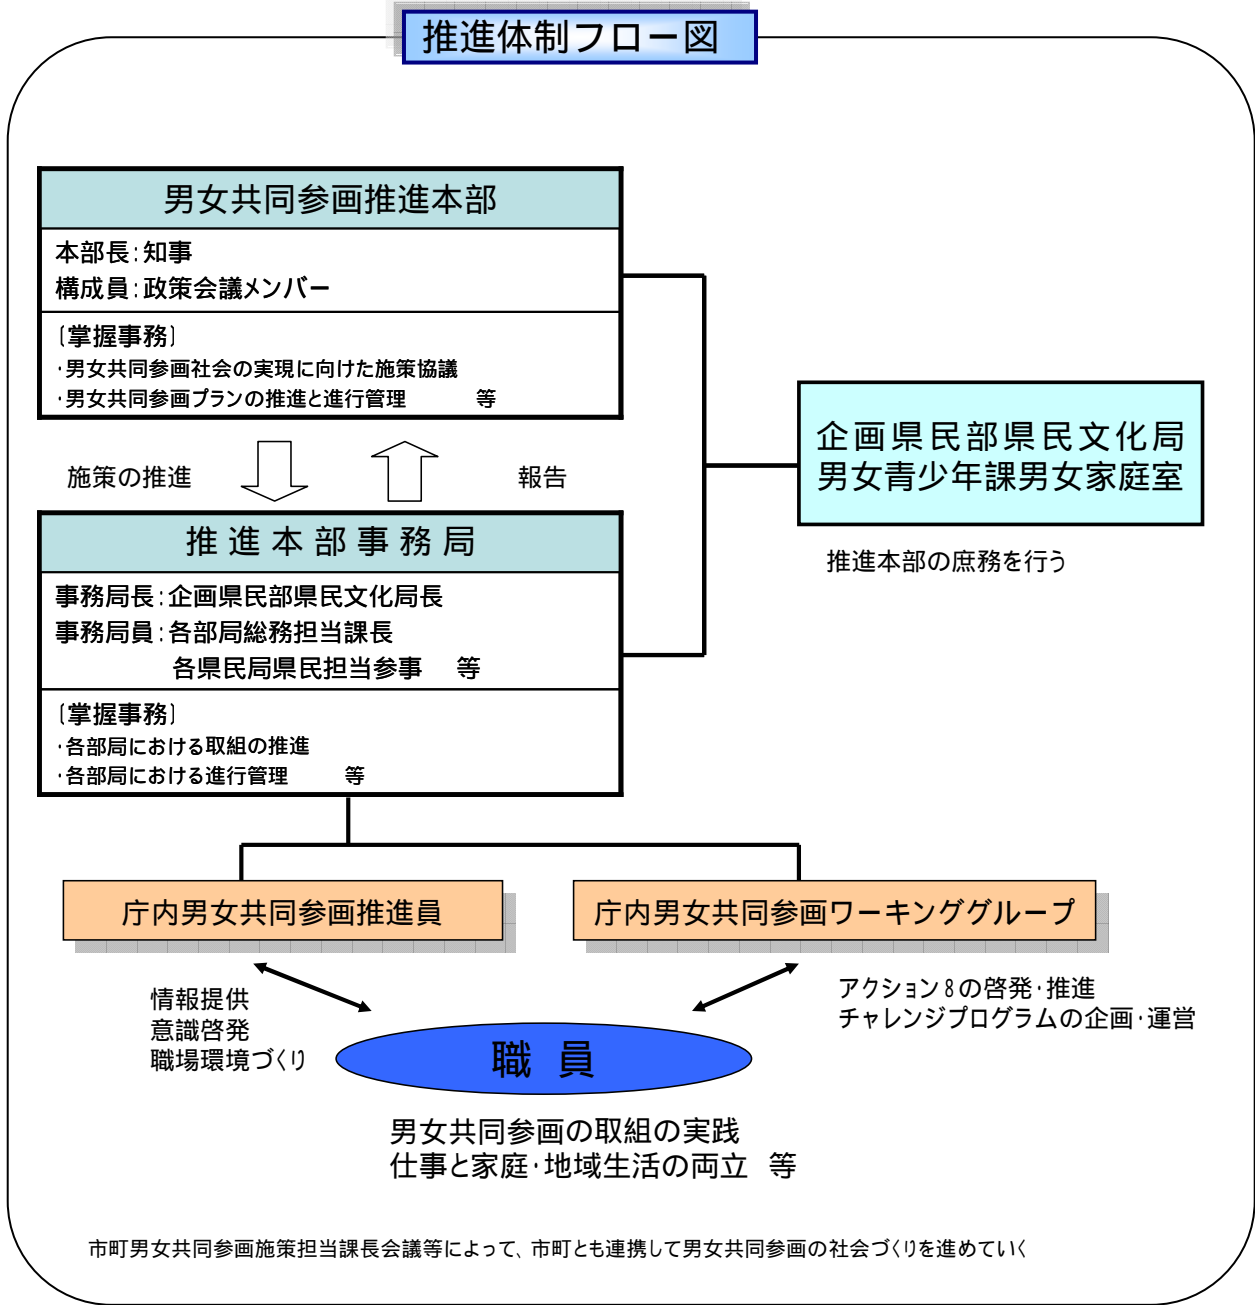 推進体制フロー図
男女共同参画推進本部
本部長：知事
構成員：政策会議メンバー
〔掌握事務〕
・男女共同参画社会の実現に向けた施策協議
・男女共同参画プランの推進と進行管理　　　等
施策の推進
報告
企画県民部県民文化局
男女青少年課男女家庭室
推進本部の庶務を行う
推進本部事務局
事務局長：企画県民部県民文化局長
事務局員：各部局総務担当課長
各県民局県民担当参事　等
〔掌握事務〕
・各部局における取組の推進
・各部局における進行管理　　等
庁内男女共同参画推進員
庁内男女共同参画ワーキンググループ
情報提供
意識啓発
職場環境づくり
アクション８の啓発・推進
チャレンジプログラムの企画・運営
職 員
男女共同参画の取組の実践
仕事と家庭・地域生活の両立　等
市町男女共同参画施策担当課長会議等によって、市町とも連携して男女共同参画の社会づくりを進めていく